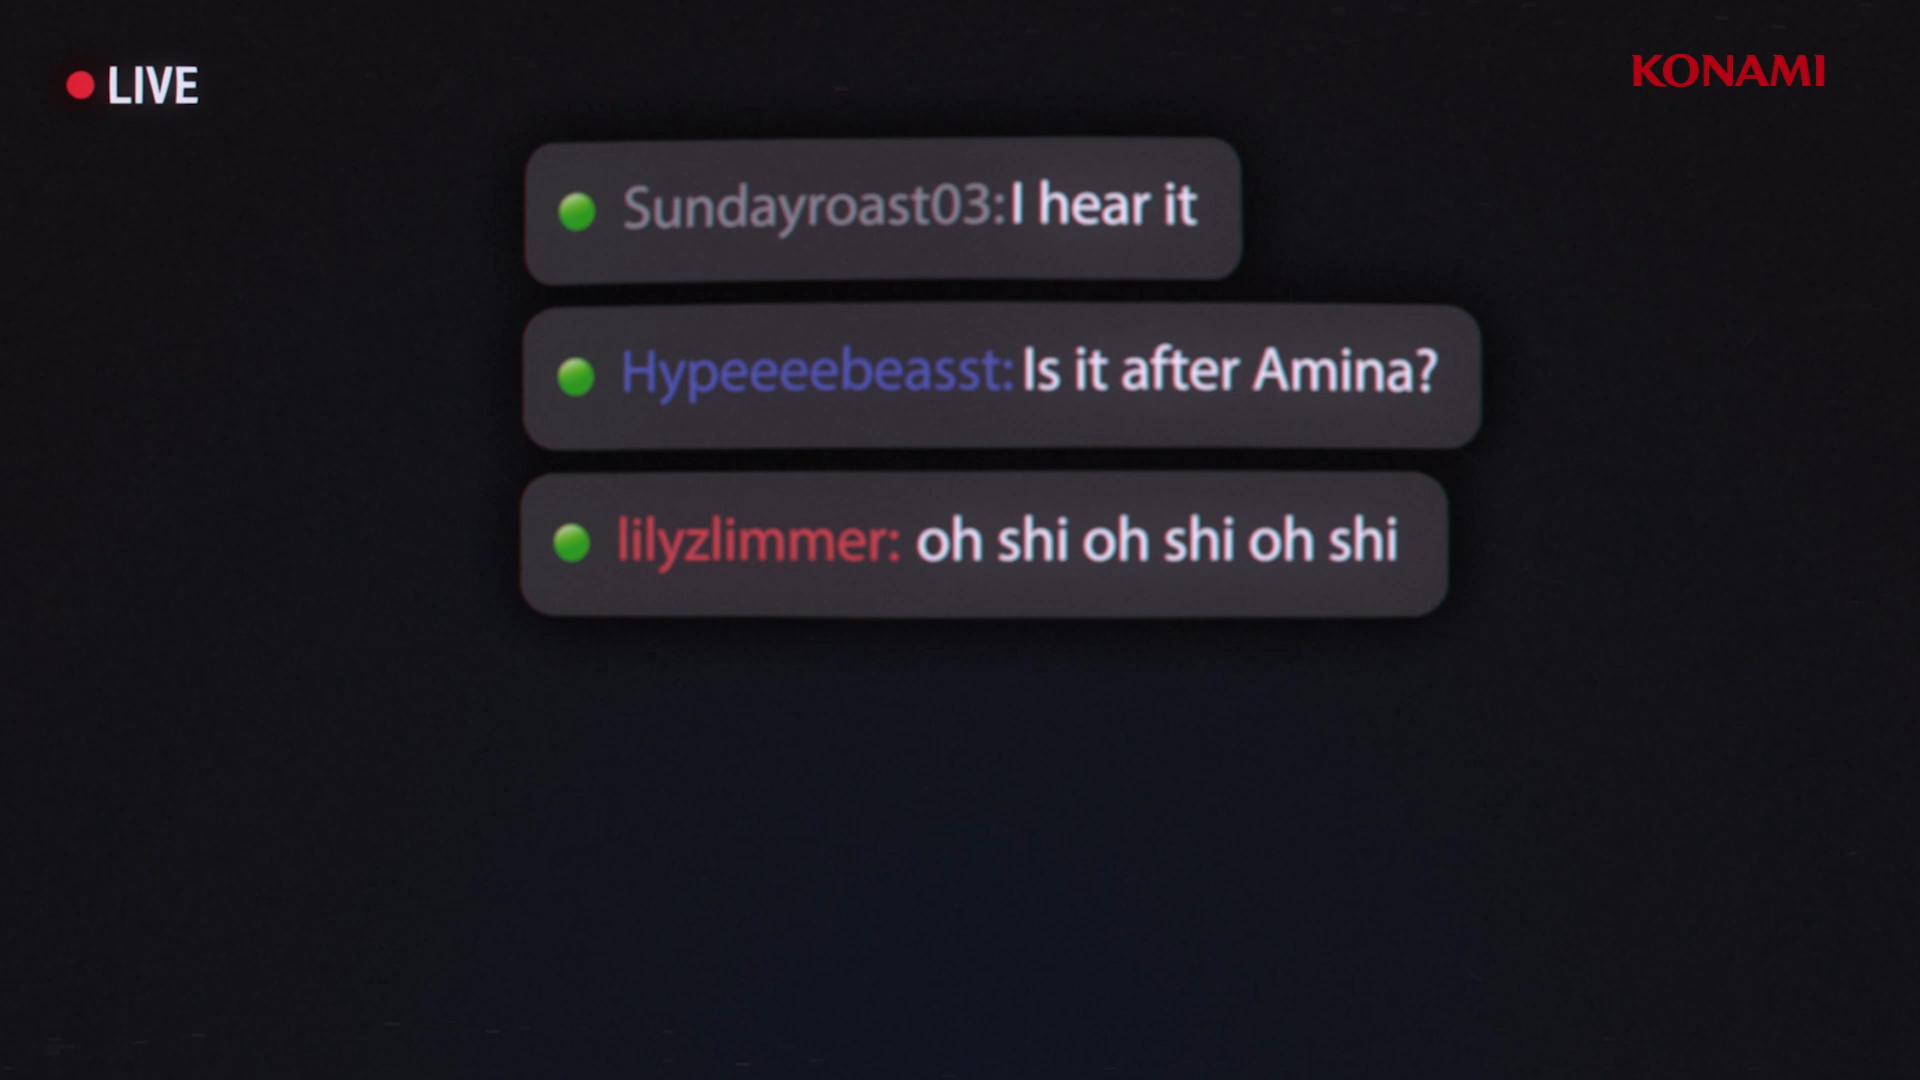 LIVE
KONAMI
Sundayroast03: I hear it
Hypeeeebeasst: Is it after Amina?
lilyzlimmer: oh shi oh shi oh shi